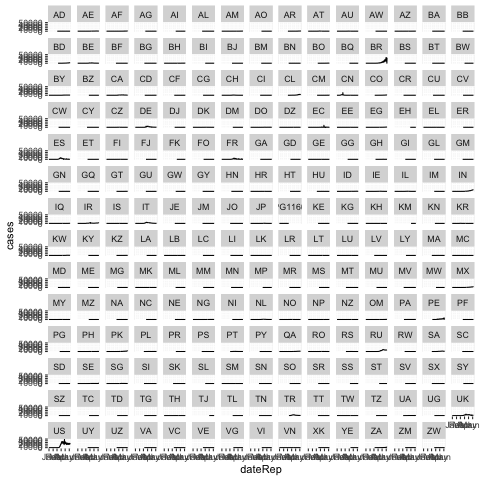 AD AE AF AG AI AL AM AO AR AT AU AW AZ BA BB
BD BE BF BG BH BI BJ BM BN BO BQ BR BS BT BW
BY BZ CA CD CF CG CH CI CL CM CN CO CR CU CV
CW CY CZ DE DJ DK DM DO DZ EC EE EG EH EL ER
ES ET FI FJ FK FO FR GA GD GE GG GH GI GL GM
GN GQ GT GU GW GY HN HR HT HU ID IE IL IM IN
IQ IR IS IT JE JM JO JP KE KG KH KM KN KR
KW KY KZ LA LB LC LI LK LR LT LU LV LY MA MC
MD ME MG MK ML MM MN MP MR MS MT MU MV MW MX
MY MZ NA NC NE NG NI NL NO NP NZ OM PA PE PF
PG PH PK PL PR PS PT PY QA RO RS RU RW SA SC
SD SE SG SI SK SL SM SN SO SR SS ST SV SX SY
SZ TC TD TG TH TJ TL TN TR TT TW TZ UA UG UK
US UY UZ VA VC VE VG VI VN XK YE ZA ZM ZW
cases
dateRep